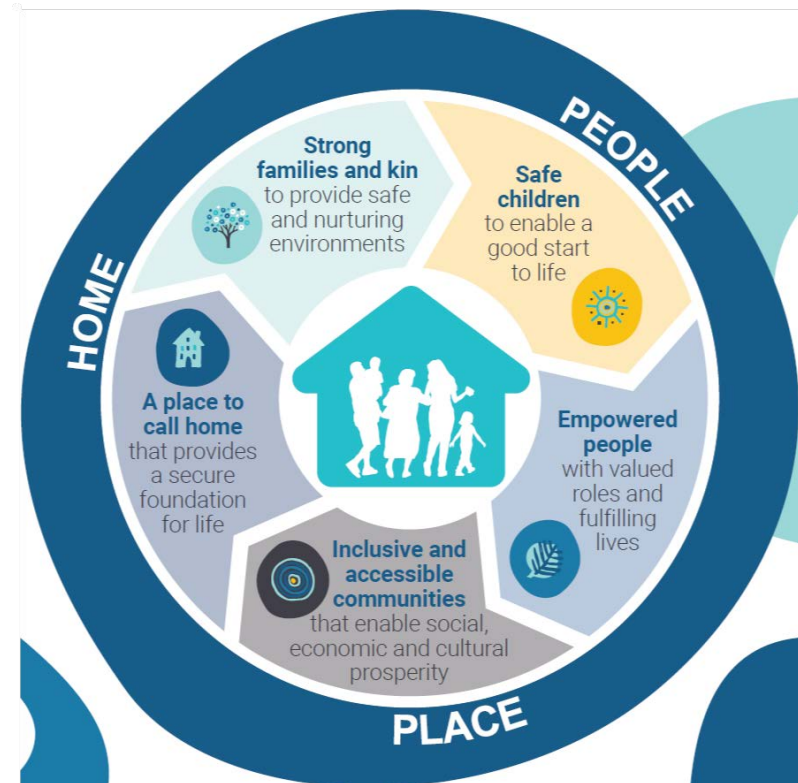 PEOPLE
HOME
PLACE
Strong
families and kin
to provide safe
and nurturing
environments
Safe
children
to enable a
good start
to life
Empowered
people
with valued
roles and
fulfilling
lives
Inclusive and
accessible
communities
that enable social,
economic and cultural
prosperity
A place to
call home
that provides
a secure
foundation
for life